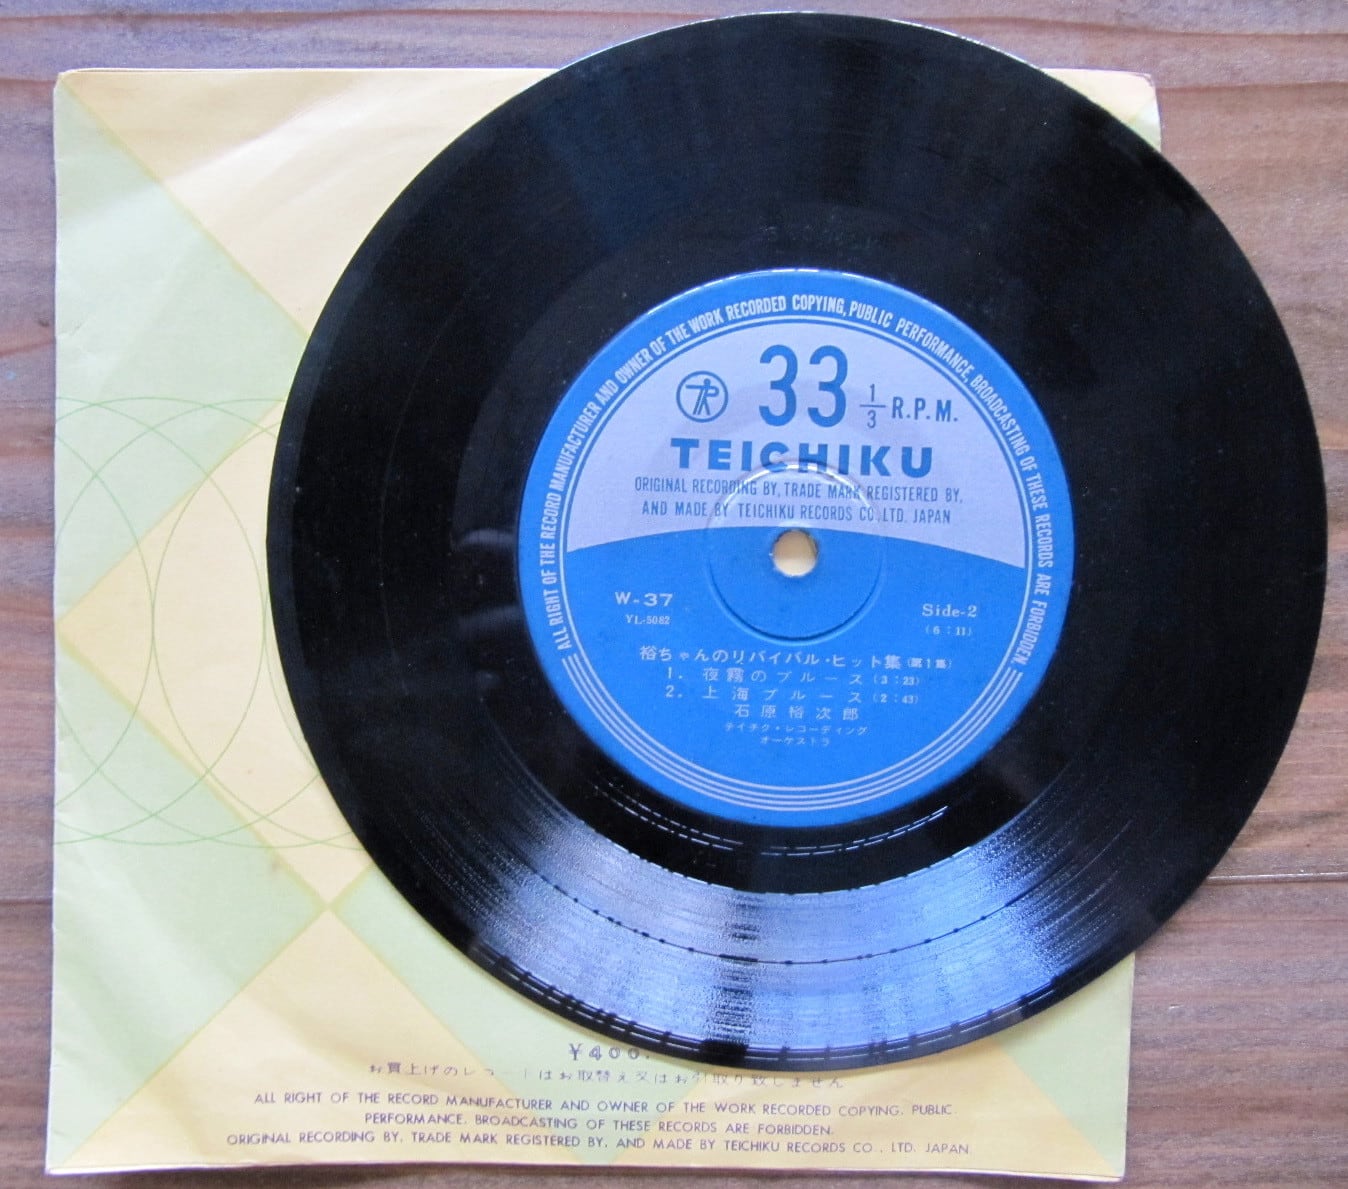 ALL RIGHT OF THE RECORD MANUFACTURER AND OWNER OF THE WORK RECORDED COPYING, PUBLIC PERFORMANCE, BROADCASTING OF THESE RECORDS ARE FORBIDDEN.
33 1/3 R.P.M.
TEICHIKU
ORIGINAL RECORDING BY, TRADE MARK REGISTERED BY,
AND MADE BY TEICHIKU RECORDS CO., LTD. JAPAN
W-37 Side-2
YL-5082 (6:11)
裕ちゃんのリバイバル・ヒット集(第1集)
1. 夜霧のブルース(3:23)
2. 上海ブルース(2:43)
石原裕次郎
テイチク・レコーディング
オーケストラ
¥400.
お買上げのレコードはお取替え又はお引取り致しません
ALL RIGHT OF THE RECORD MANUFACTURER AND OWNER OF THE WORK RECORDED COPYING. PUBLIC
PERFORMANCE. BROADCASTING OF THESE RECORDS ARE FORBIDDEN.
ORIGINAL RECORDING BY. TRADE MARK REGISTERED BY. AND MADE BY TEICHIKU RECORDS CO., LTD. JAPAN